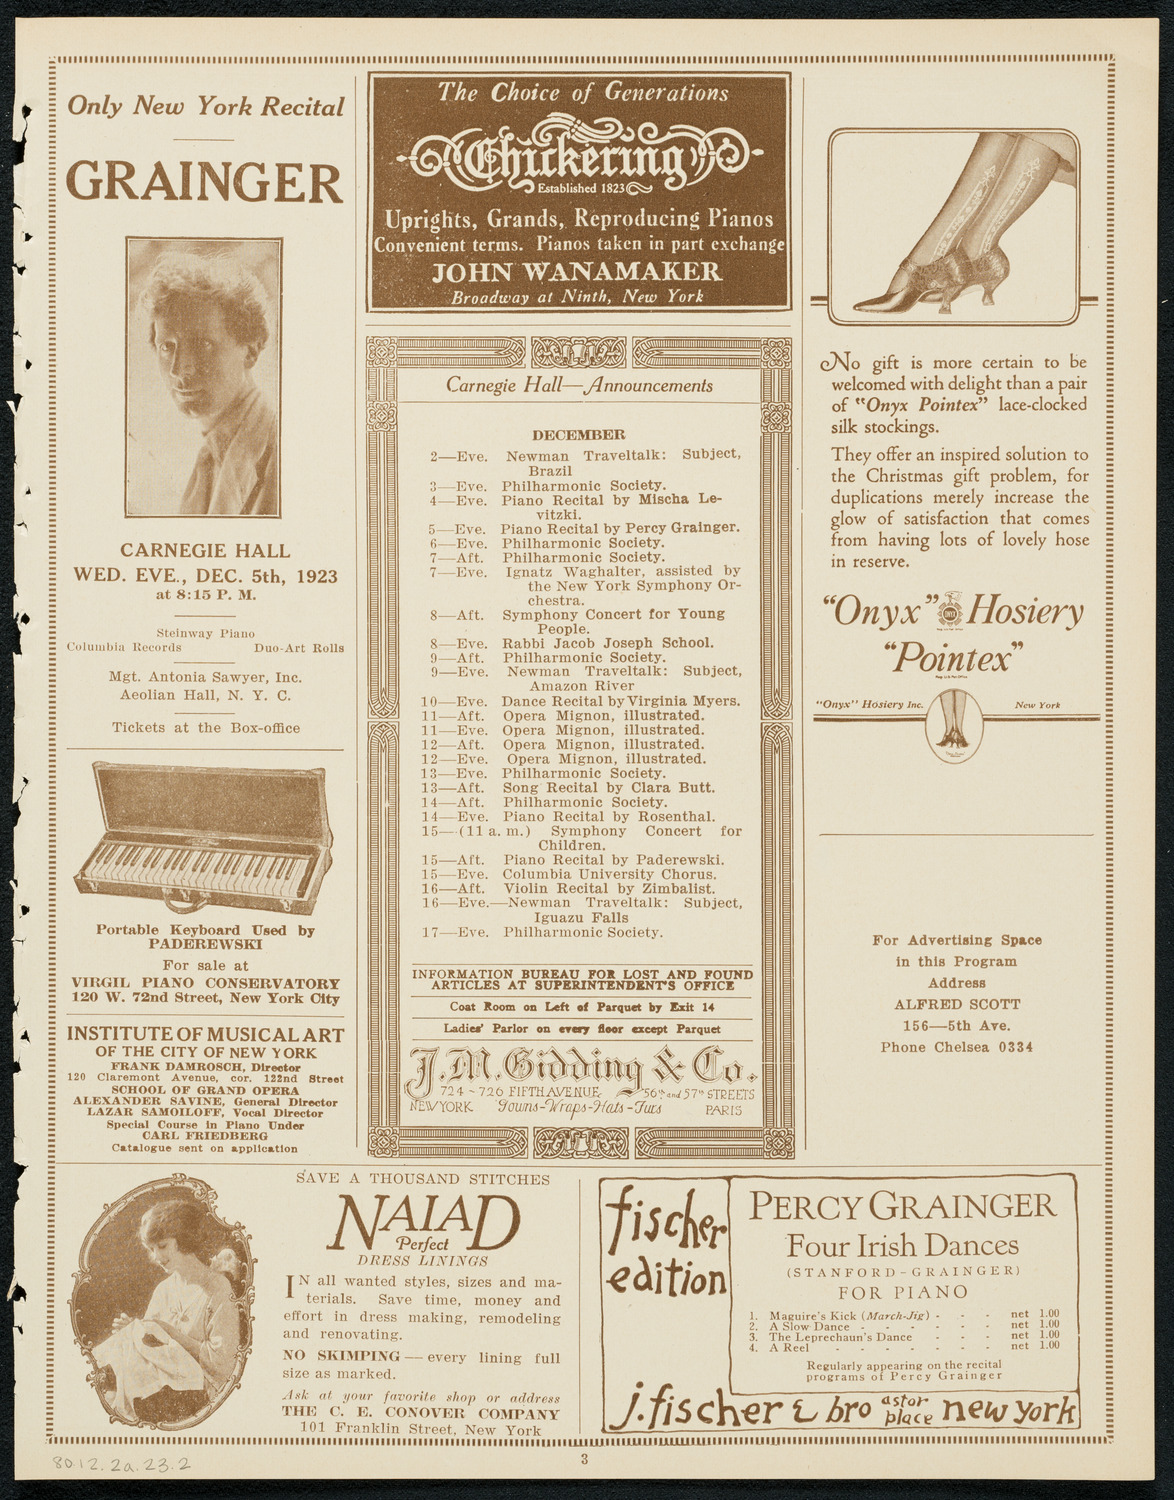 Only New York Recital
GRAINGER
CARNEGIE HALL
WED. EVE., DEC. 5th, 1923
at 8:15 P. M.
Steinway Piano
Columbia Records Duo-Art Rolls
Mgt. Antonia Sawyer, Inc.
Aeolian Hall, N. Y. C.
Tickets at the Box-office
Portable Keyboard Used by
PADEREWSKI
For sale at
VIRGIL PIANO CONSERVATORY
120 W. 72nd Street, New York City
INSTITUTE OF MUSICAL ART
OF THE CITY OF NEW YORK
FRANK DAMROSCH, Director
120 Claremont Avenue, cor. 122nd Street
SCHOOL OF GRAND OPERA
ALEXANDER SAVINE, General Director
LAZAR SAMOILOFF, Vocal Director
Special Course in Piano Under
CARL FRIEDBERG
Catalogue sent on application
The Choice of Generations
Chickering
Established 1823
Uprights, Grands, Reproducing Pianos
Convenient terms. Pianos taken in part exchange
JOHN WANAMAKER
Broadway at Ninth, New York
Carnegie Hall—Announcements
DECEMBER
2—Eve. Newman Traveltalk: Subject,
Brazil
3—Eve. Philharmonic Society.
4—Eve. Piano Recital by Mischa Le-
vitzki.
5—Eve. Piano Recital by Percy Grainger.
6—Eve. Philharmonic Society.
7—Aft. Philharmonic Society.
7—Eve. Ignatz Waghalter, assisted by
the New York Symphony Or-
chestra.
8—Aft. Symphony Concert for Young
People.
8—Eve. Rabbi Jacob Joseph School.
9—Aft. Philharmonic Society.
9—Eve. Newman Traveltalk: Subject,
Amazon River
10—Eve. Dance Recital by Virginia Myers.
11—Aft. Opera Mignon, illustrated.
11—Eve. Opera Mignon, illustrated.
12—Aft. Opera Mignon, illustrated.
12—Eve. Opera Mignon, illustrated.
13—Eve. Philharmonic Society.
13—Aft. Song Recital by Clara Butt.
14—Aft. Philharmonic Society.
14—Eve. Piano Recital by Rosenthal.
15—(11 a. m.) Symphony Concert for
Children.
15—Aft. Piano Recital by Paderewski.
15—Eve. Columbia University Chorus.
16—Aft. Violin Recital by Zimbalist.
16—Eve.—Newman Traveltalk: Subject,
Iguazu Falls
17—Eve. Philharmonic Society.
INFORMATION BUREAU FOR LOST AND FOUND
ARTICLES AT SUPERINTENDENT'S OFFICE
Coat Room on Left of Parquet by Exit 14
Ladies' Parlor on every floor except Parquet
J.M. Gidding & Co.
724 ~ 726 FIFTH AVENUE 56th and 57th STREETS
NEW YORK Gowns-Wraps-Hats-Furs PARIS
No gift is more certain to be
welcomed with delight than a pair
of "Onyx Pointex" lace-clocked
silk stockings.
They offer an inspired solution to
the Christmas gift problem, for
duplications merely increase the
glow of satisfaction that comes
from having lots of lovely hose
in reserve.
"Onyx" Hosiery
"Pointex"
"Onyx" Hosiery Inc. New York
For Advertising Space
in this Program
Address
ALFRED SCOTT
156—5th Ave.
Phone Chelsea 0334
SAVE A THOUSAND STITCHES
NAIAD
Perfect
DRESS LININGS
IN all wanted styles, sizes and ma-
terials. Save time, money and
effort in dress making, remodeling
and renovating.
NO SKIMPING — every lining full
size as marked.
Ask at your favorite shop or address
THE C. E. CONOVER COMPANY
101 Franklin Street, New York
fischer
edition
PERCY GRAINGER
Four Irish Dances
(STANFORD-GRAINGER)
FOR PIANO
1. Maguire's Kick (March-Jig) - - - net 1.00
2. A Slow Dance - - - - - - net 1.00
3. The Leprechaun's Dance - - - net 1.00
4. A Reel - - - - - - - net 1.00
Regularly appearing on the recital
programs of Percy Grainger
j. fischer & bro astor place new york
3
80.12.2a.23.2